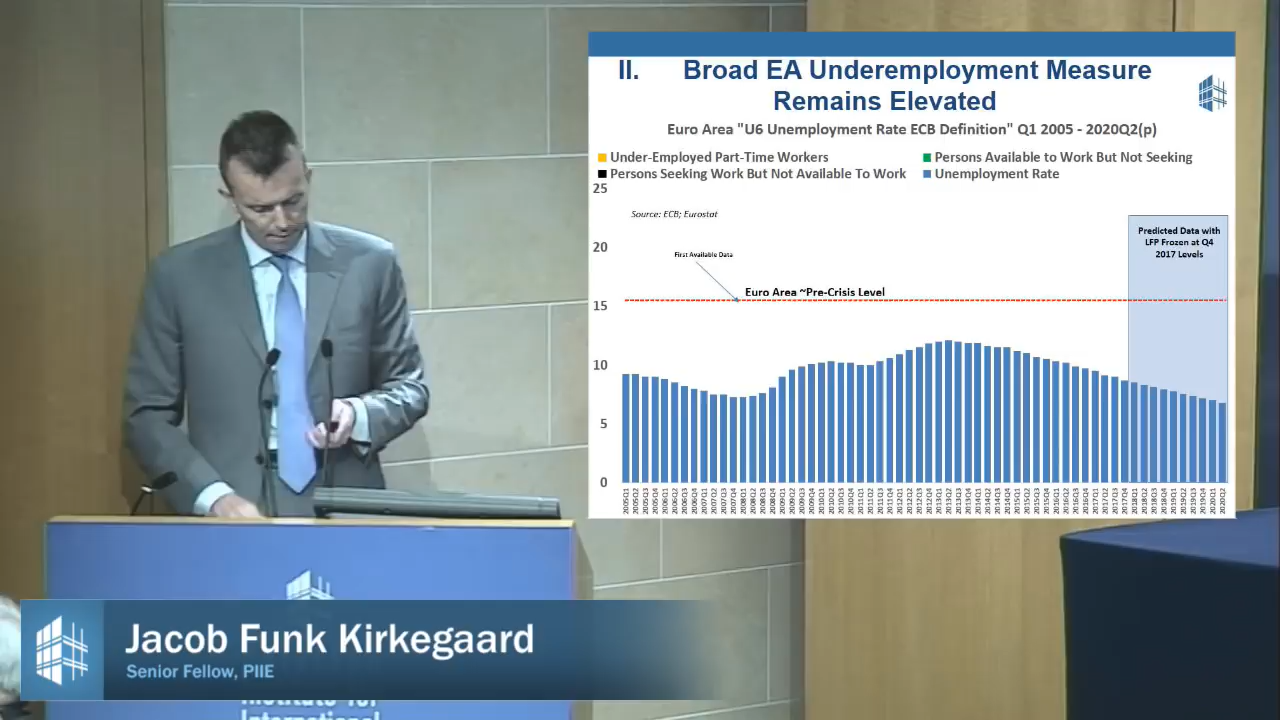 II. Broad EA Underemployment Measure
Remains Elevated
Euro Area "U6 Unemployment Rate ECB Definition" Q1 2005 - 2020Q2(p)
Under-Employed Part-Time Workers
Persons Available to Work But Not Seeking
Persons Seeking Work But Not Available To Work
Unemployment Rate
25
Source: ECB; Eurostat
Predicted Data with
LFP Frozen at Q4
2017 Levels
20
First Available Data
Euro Area ~Pre-Crisis Level
15
10
5
0
Jacob Funk Kirkegaard
Senior Fellow, PIIE
Institute for
International